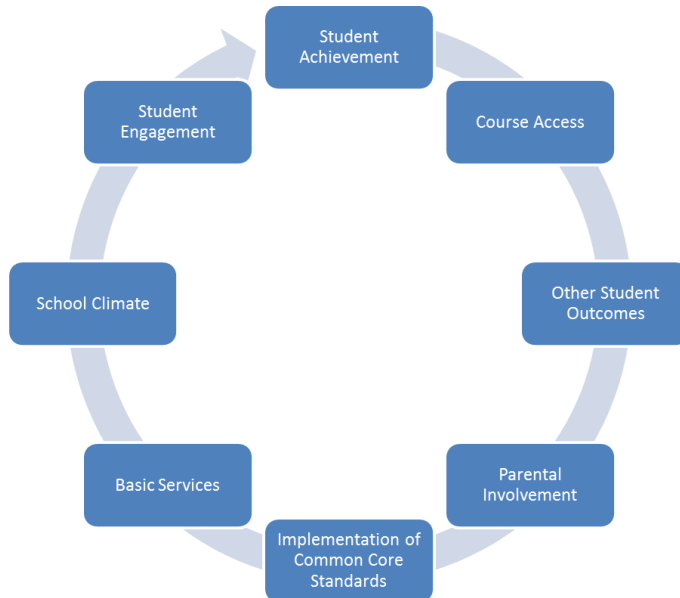 Student
Achievement
Course Access
Other Student
Outcomes
Parental
Involvement
Implementation of
Common Core
Standards
Basic Services
School Climate
Student
Engagement